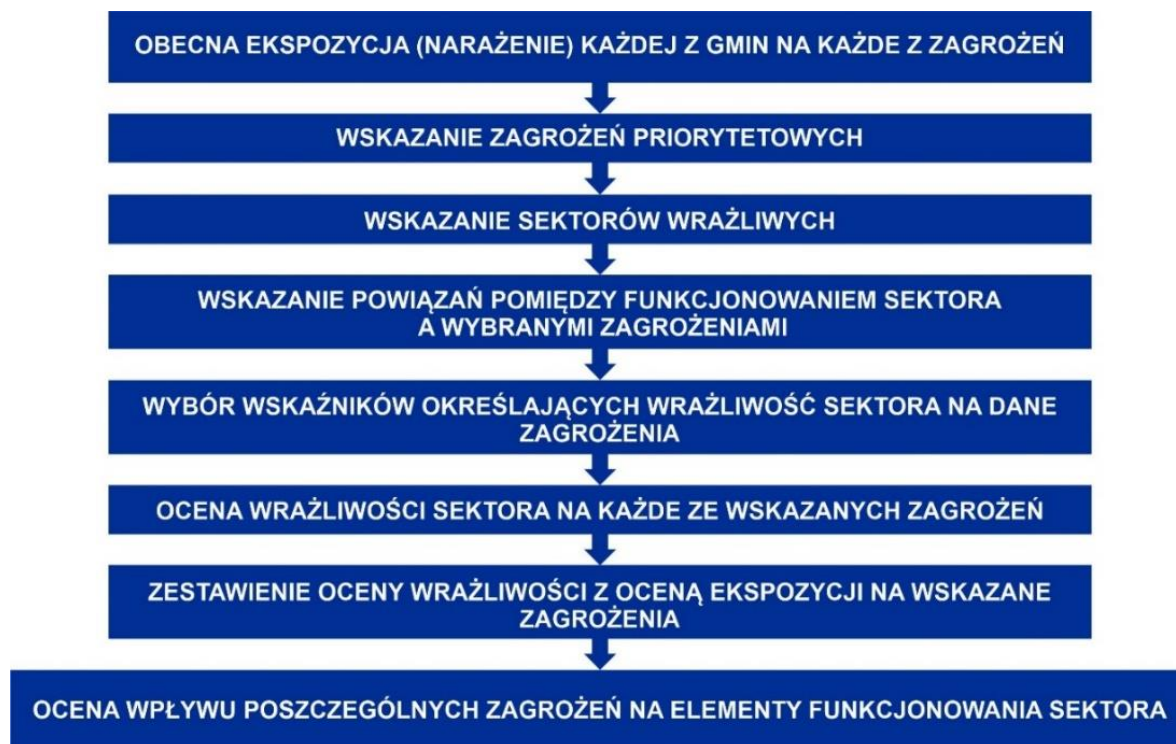 OBECNA EKSPOZYCJA (NARAŻENIE) KAŻDEJ Z GMIN NA KAŻDE Z ZAGROŻEŃ
WSKAZANIE ZAGROŻEŃ PRIORYTETOWYCH
WSKAZANIE SEKTORÓW WRAŻLIWYCH
WSKAZANIE POWIĄZAŃ POMIĘDZY FUNKCJONOWANIEM SEKTORA
A WYBRANYMI ZAGROŻENIAMI
WYBÓR WSKAŹNIKÓW OKREŚLAJĄCYCH WRAŻLIWOŚĆ SEKTORA NA DANE
ZAGROŻENIA
OCENA WRAŻLIWOŚCI SEKTORA NA KAŻDE ZE WSKAZANYCH ZAGROŻEŃ
ZESTAWIENIE OCENY WRAŻLIWOŚCI Z OCENĄ EKSPOZYCJI NA WSKAZANE
ZAGROŻENIA
OCENA WPŁYWU POSZCZEGÓLNYCH ZAGROŻEŃ NA ELEMENTY FUNKCJONOWANIA SEKTORA